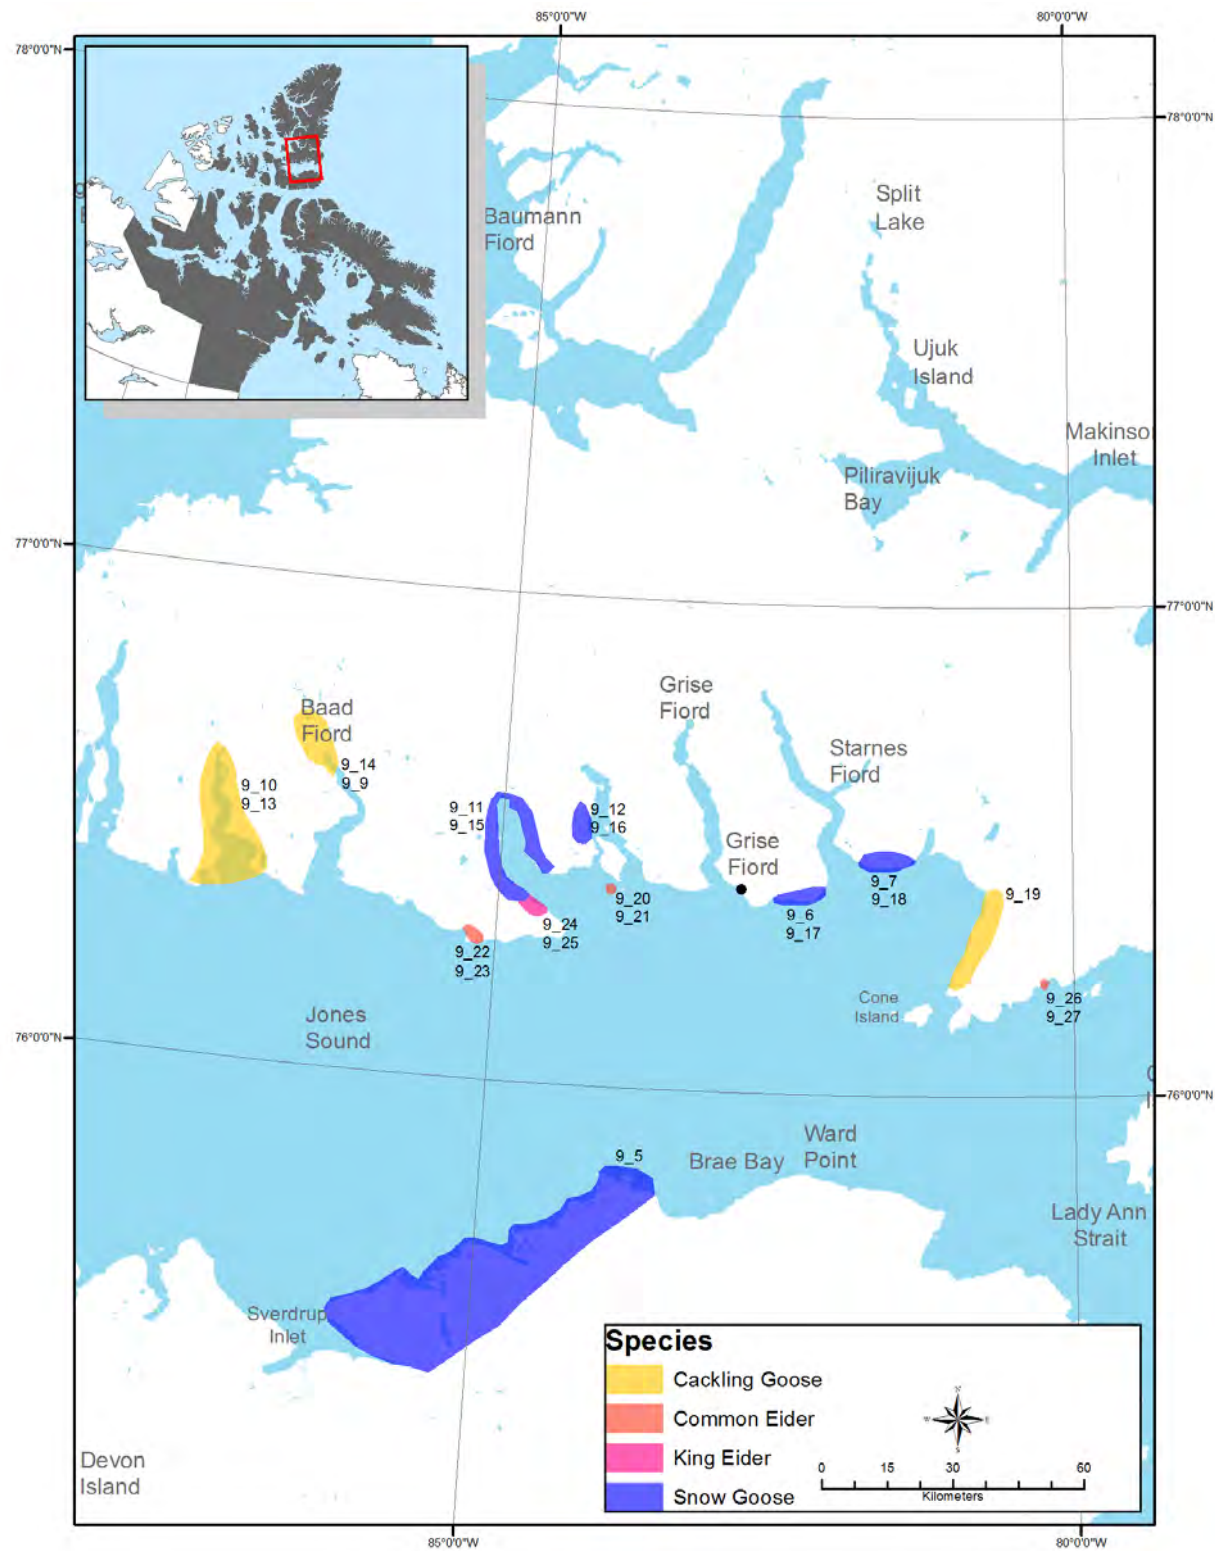 85°0'0"W
80°0'0"W
78°0'0"N
78°0'0"N
Split
Lake
Baumann
Fiord
Ujuk
Island
Makinso
Inlet
Piliravijuk
Bay
77°0'0"N
77°0'0"N
Grise
Fiord
Baad
Fiord
Starnes
Fiord
9_14
9_9
9_10
9_13
9_11
9_15
9_12
9_16
Grise
Fiord
9_7
9_18
9_19
9_20
9_21
9_6
9_17
9_24
9_25
9_22
9_23
Cone
Island
9_26
9_27
Jones
Sound
76°0'0"N
76°0'0"N
Ward
Point
9_5
Brae Bay
Lady Ann
Strait
Sverdrup
Inlet
Species
Cackling Goose
Common Eider
King Eider
Snow Goose
N
W
E
S
0
15
30
60
Kilometers
Devon
Island
85°0'0"W
80°0'0"W